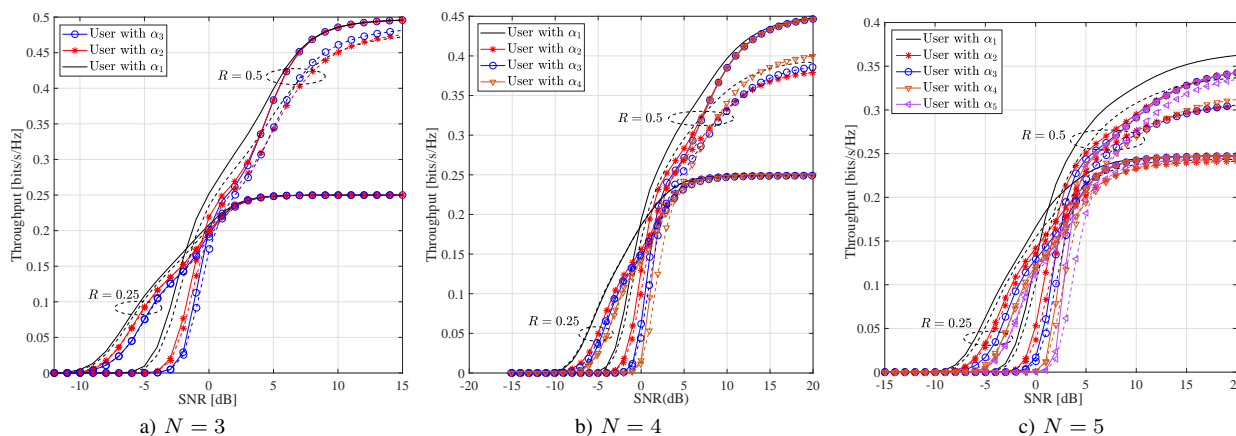 0.5
0.45
0.4
0.35
0.3
0.25
0.2
0.15
0.1
0.05
0
Throughput [bits/s/Hz]
User with α3
User with α2
User with α1
R = 0.5
R = 0.25
-10 -5 0 5 10 15
SNR [dB]
a) N = 3
0.45
0.4
0.35
0.3
0.25
0.2
0.15
0.1
0.05
0
Throughput [bits/s/Hz]
User with α1
User with α2
User with α3
User with α4
R = 0.5
R = 0.25
-20 -15 -10 -5 0 5 10 15 20
SNR(dB)
b) N = 4
0.4
0.35
0.3
0.25
0.2
0.15
0.1
0.05
0
Throughput [bits/s/Hz]
User with α1
User with α2
User with α3
User with α4
User with α5
R = 0.5
R = 0.25
-15 -10 -5 0 5 10 15 20
SNR [dB]
c) N = 5